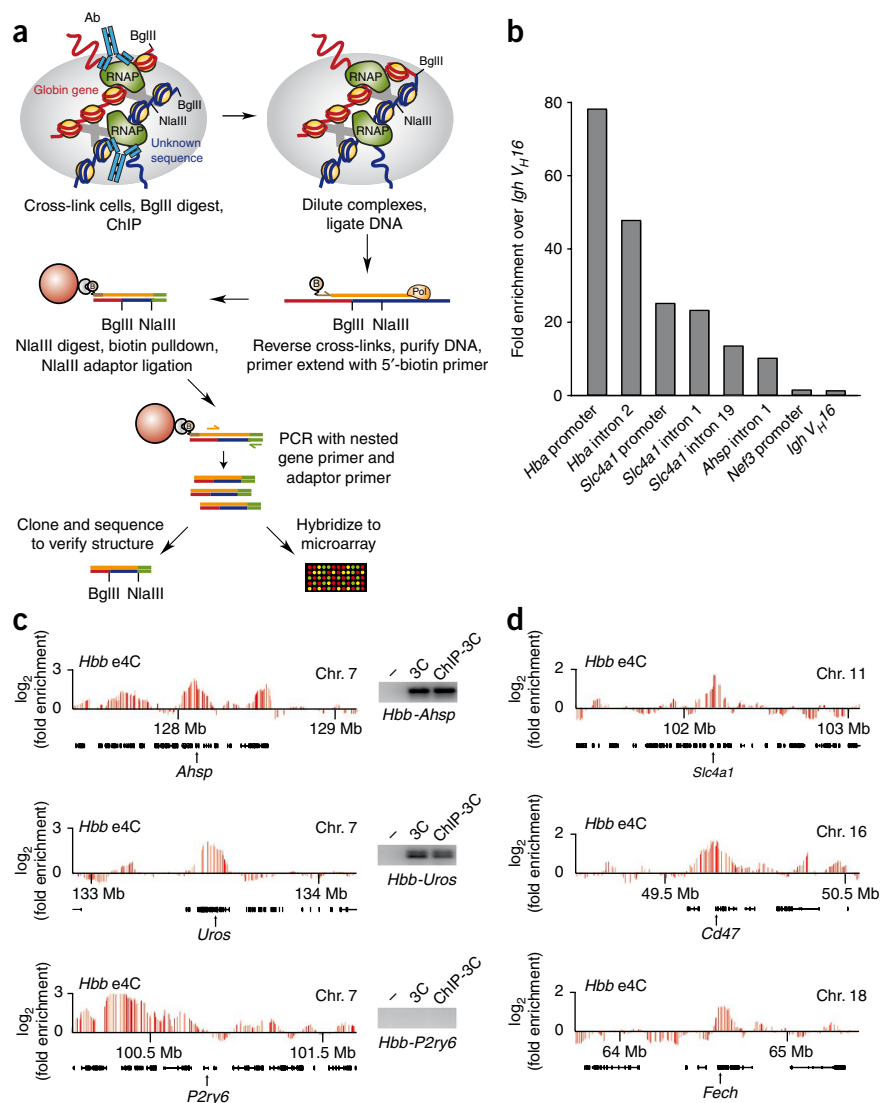 a
Ab
BglII
RNAP
Globin gene
BglII
NlaIII
RNAP
Unknown
sequence
Cross-link cells, BglII digest,
ChIP
BglII
RNAP
NlaIII
RNAP
Dilute complexes,
ligate DNA
B
Pol
BglII NlaIII
Reverse cross-links, purify DNA,
primer extend with 5′-biotin primer
B
BglII NlaIII
NlaIII digest, biotin pulldown,
NlaIII adaptor ligation
B
PCR with nested
gene primer and
adaptor primer
Clone and sequence
to verify structure
BglII NlaIII
Hybridize to
microarray
b
Fold enrichment over Igh VH16
80
60
40
20
0
Hba promoter
Hba intron 2
Slc4a1 promoter
Slc4a1 intron 1
Slc4a1 intron 19
Ahsp intron 1
Nef3 promoter
Igh VH16
c
log2
(fold enrichment)
3
0
Hbb e4C
Chr. 7
128 Mb
129 Mb
Ahsp
–
3C
ChIP-3C
Hbb-Ahsp
log2
(fold enrichment)
3
0
Hbb e4C
Chr. 7
133 Mb
134 Mb
Uros
–
3C
ChIP-3C
Hbb-Uros
log2
(fold enrichment)
3
0
Hbb e4C
Chr. 7
100.5 Mb
101.5 Mb
P2ry6
–
3C
ChIP-3C
Hbb-P2ry6
d
log2
(fold enrichment)
2
0
Hbb e4C
Chr. 11
102 Mb
103 Mb
Slc4a1
log2
(fold enrichment)
2
0
Hbb e4C
Chr. 16
49.5 Mb
50.5 Mb
Cd47
log2
(fold enrichment)
2
0
Hbb e4C
Chr. 18
64 Mb
65 Mb
Fech